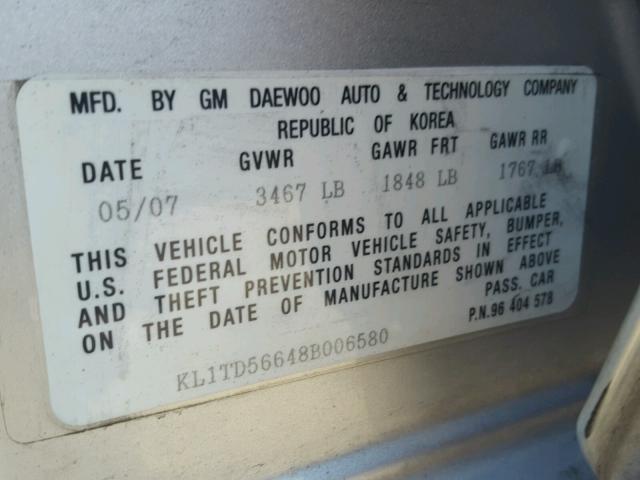 MFD. BY GM DAEWOO AUTO & TECHNOLOGY COMPANY
REPUBLIC OF KOREA
DATE GVWR GAWR FRT GAWR RR
05/07 3467 LB 1848 LB 1767 LB
THIS VEHICLE CONFORMS TO ALL APPLICABLE
U.S. FEDERAL MOTOR VEHICLE SAFETY, BUMPER,
AND THEFT PREVENTION STANDARDS IN EFFECT
ON THE DATE OF MANUFACTURE SHOWN ABOVE
PASS. CAR
P.N.96 404 578
KL1TD56648B006580